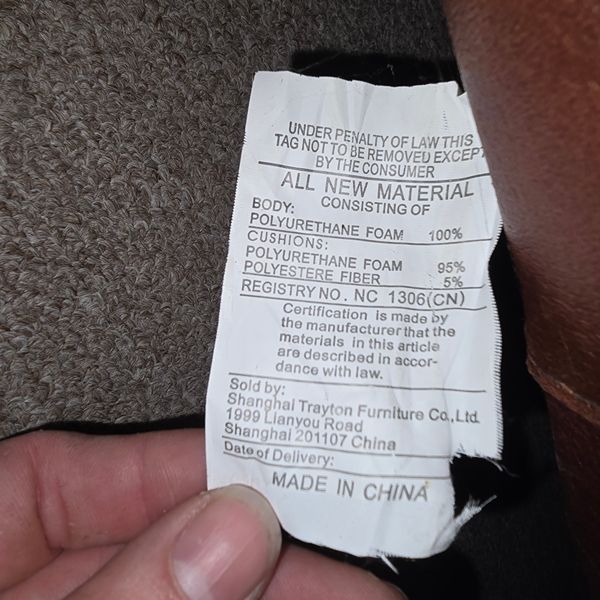 UNDER PENALTY OF LAW THIS
TAG NOT TO BE REMOVED EXCEPT
BY THE CONSUMER
ALL NEW MATERIAL
CONSISTING OF
BODY:
POLYURETHANE FOAM 100%
CUSHIONS:
POLYURETHANE FOAM 95%
POLYESTERE FIBER 5%
REGISTRY NO. NC 1306(CN)
Certification is made by
the manufacturer that the
materials in this article
are described in accor-
dance with law.
Sold by:
Shanghai Trayton Furniture Co.,Ltd.
1999 Lianyou Road
Shanghai 201107 China
Date of Delivery:
MADE IN CHINA